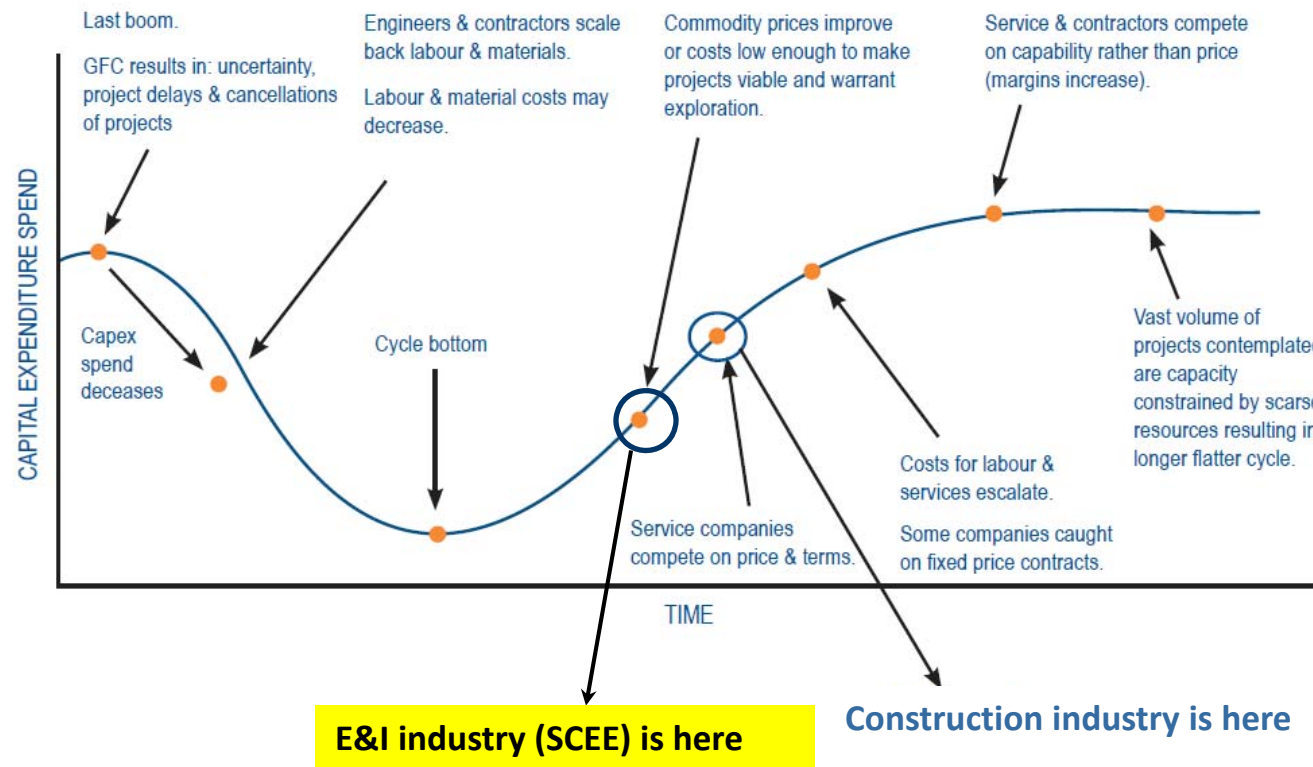 Last boom.
GFC results in: uncertainty,
project delays & cancellations
of projects
Engineers & contractors scale
back labour & materials.
Labour & material costs may
decrease.
Commodity prices improve
or costs low enough to make
projects viable and warrant
exploration.
Service & contractors compete
on capability rather than price
(margins increase).
CAPITAL EXPENDITURE SPEND
Capex
spend
deceases
Cycle bottom
Service companies
compete on price & terms.
Costs for labour &
services escalate.
Some companies caught
on fixed price contracts.
Vast volume of
projects contemplated
are capacity
constrained by scarse
resources resulting in
longer flatter cycle.
TIME
E&I industry (SCEE) is here
Construction industry is here